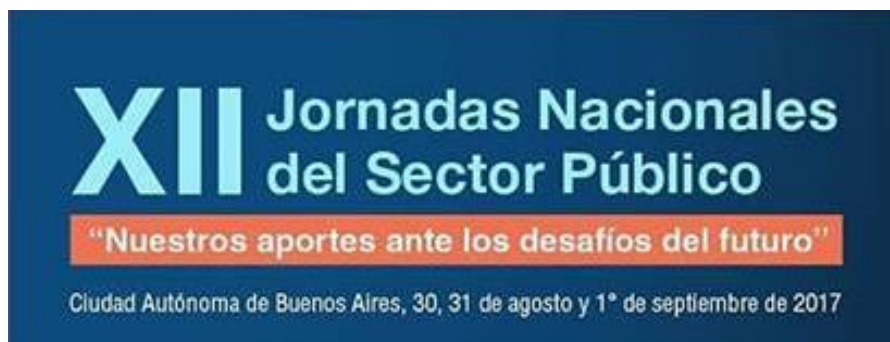 XII Jornadas Nacionales
del Sector Público
“Nuestros aportes ante los desafíos del futuro”
Ciudad Autónoma de Buenos Aires, 30, 31 de agosto y 1° de septiembre de 2017